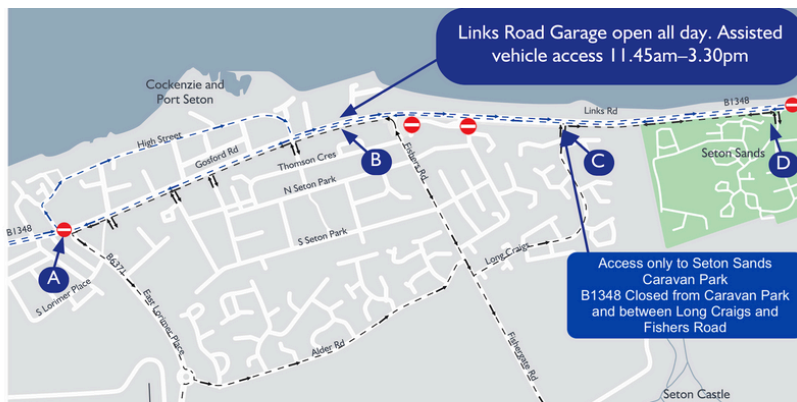 Links Road Garage open all day. Assisted
vehicle access 11.45am–3.30pm
Cockenzie and
Port Seton
Links Rd
B1348
High Street
Gosford Rd
Thomson Cres
B
Fishers Rd
C
Seton Sands
D
N Seton Park
S Seton Park
B1348
A
S Lorimer Place
B6371
East Lorimer Place
Long Craigs
Alder Rd
Fishergate Rd
Access only to Seton Sands
Caravan Park
B1348 Closed from Caravan Park
and between Long Craigs and
Fishers Road
Seton Castle